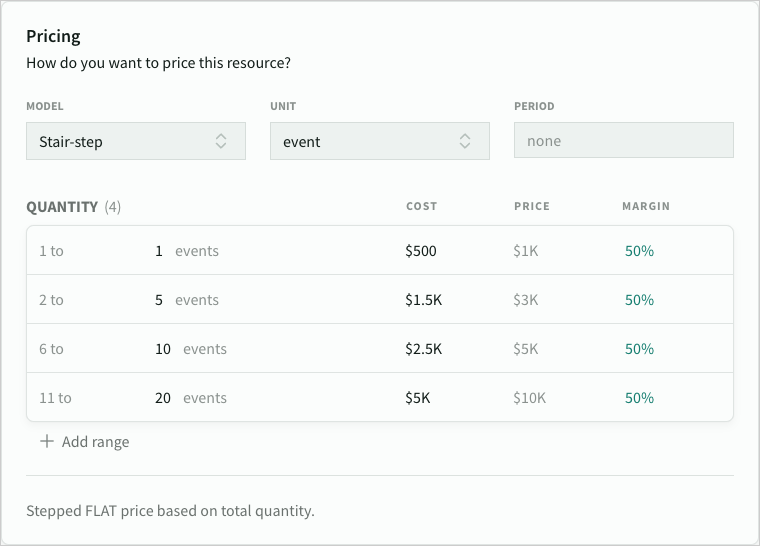 Pricing
How do you want to price this resource?
MODEL UNIT PERIOD
Stair-step event none
QUANTITY (4) COST PRICE MARGIN
1 to 1 events $500 $1K 50%
2 to 5 events $1.5K $3K 50%
6 to 10 events $2.5K $5K 50%
11 to 20 events $5K $10K 50%
+ Add range
Stepped FLAT price based on total quantity.